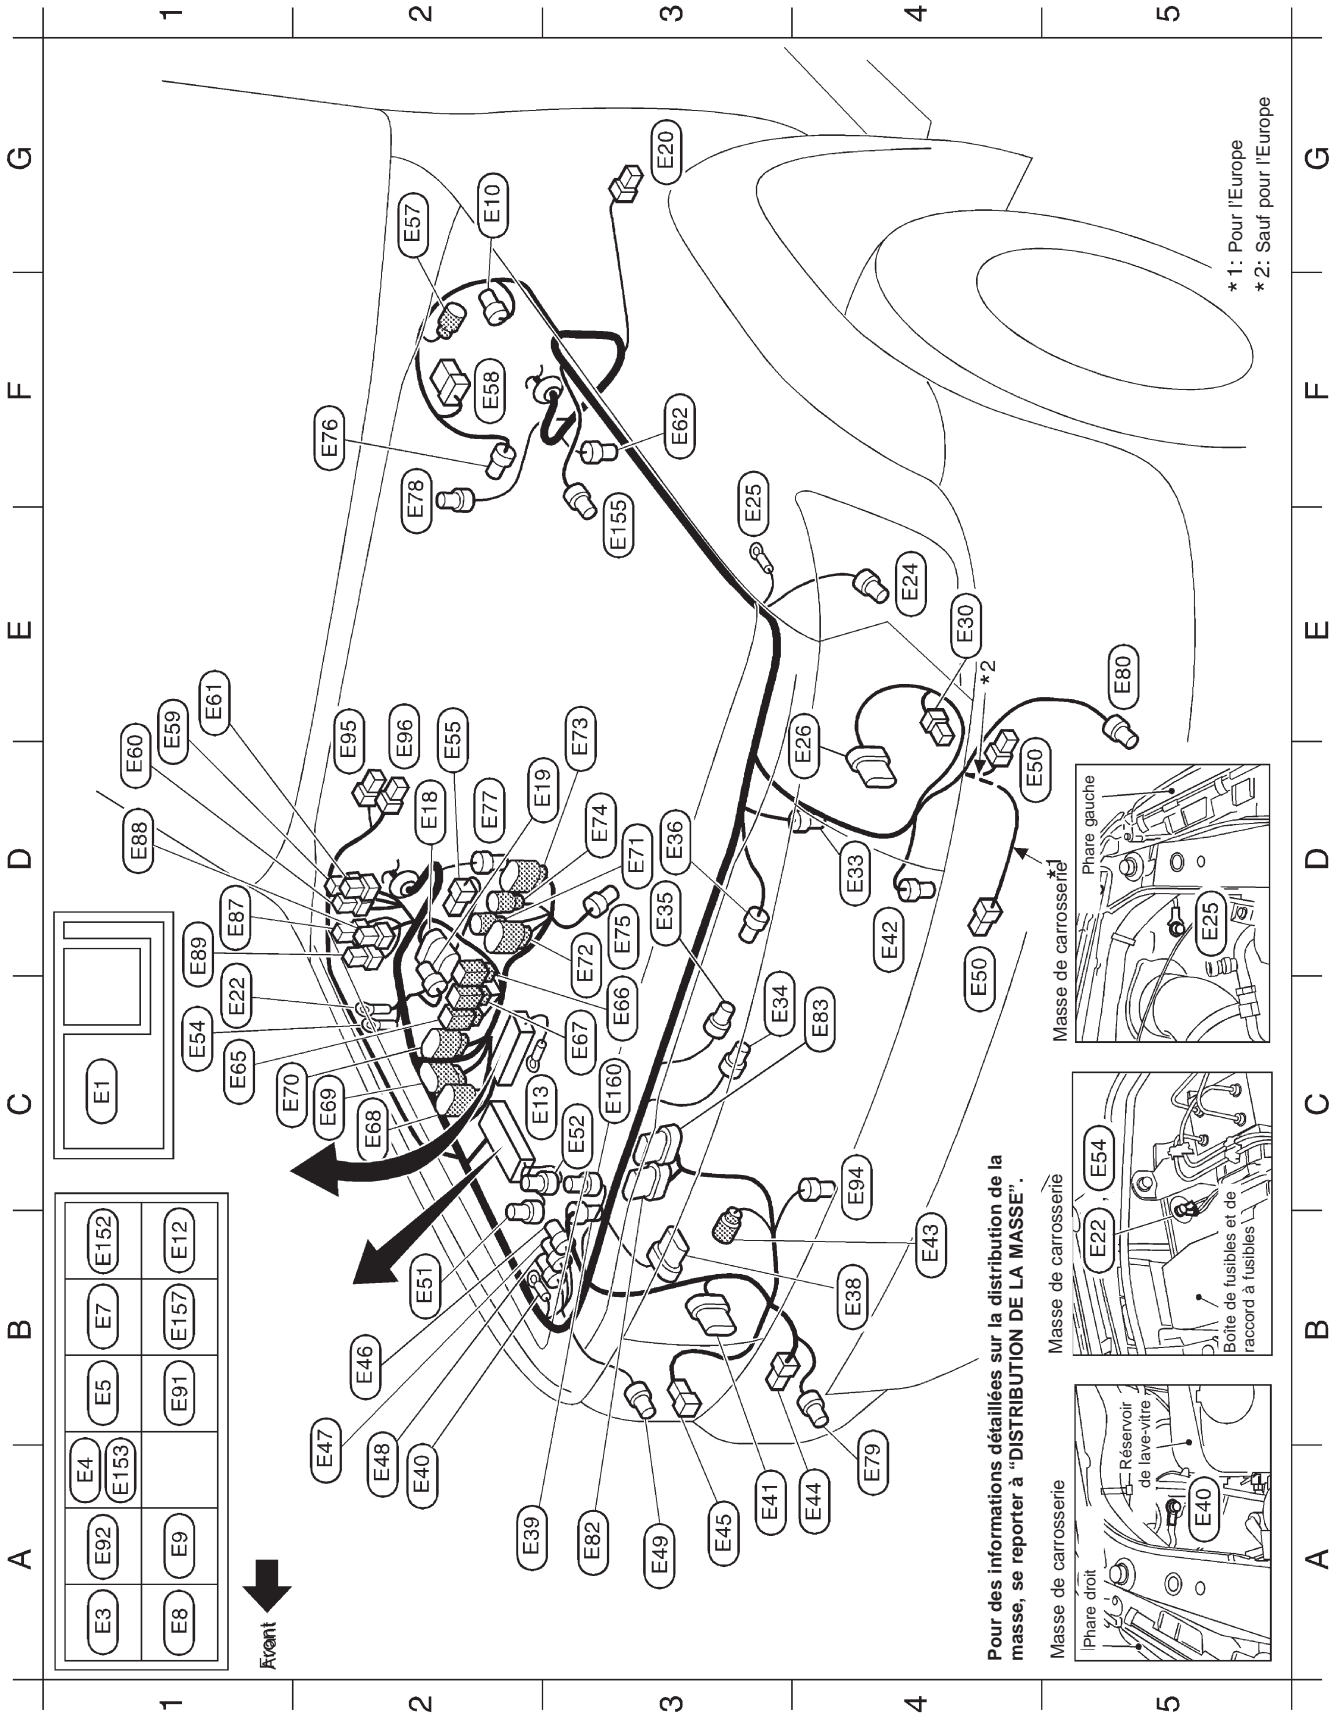 1
2
3
4
5
G
F
E
D
C
B
A
E1
E152
E7
E5
E4
E153
E92
E3
E12
E157
E91
E9
E8
Avant
Front
E20
E10
E57
E58
E76
E78
E62
E155
E25
E24
E30
*2
E80
E26
E50
E61
E59
E60
E88
E87
E89
E22
E54
E65
E70
E69
E68
E95
E96
E55
E18
E77
E19
E73
E74
E71
E36
E35
E75
E72
E66
E67
E160
E13
E52
E33
E42
E50
*1
E34
E83
E94
E43
E38
E51
E46
E47
E48
E40
E39
E82
E49
E45
E41
E44
E79
*1: Pour l'Europe
*2: Sauf pour l'Europe
Pour des informations détaillées sur la distribution de la
masse, se reporter à “DISTRIBUTION DE LA MASSE”.
Masse de carrosserie
Phare droit
Réservoir
de lave-vitre
E40
Masse de carrosserie
E22 , E54
Boîte de fusibles et de
raccord à fusibles
Masse de carrosserie
Phare gauche
E25
1
2
3
4
5
G
F
E
D
C
B
A